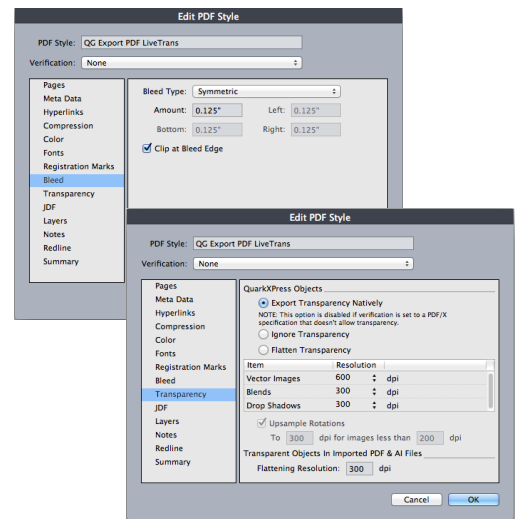 Edit PDF Style
PDF Style: QG Export PDF LiveTrans
Verification: None
Pages
Meta Data
Hyperlinks
Compression
Color
Fonts
Registration Marks
Bleed
Transparency
JDF
Layers
Notes
Redline
Summary
Bleed Type: Symmetric
Amount: 0.125" Left: 0.125"
Bottom: 0.125" Right: 0.125"
Clip at Bleed Edge
Edit PDF Style
PDF Style: QG Export PDF LiveTrans
Verification: None
Pages
Meta Data
Hyperlinks
Compression
Color
Fonts
Registration Marks
Bleed
Transparency
JDF
Layers
Notes
Redline
Summary
QuarkXPress Objects
Export Transparency Natively
NOTE: This option is disabled if verification is set to a PDF/X
specification that doesn't allow transparency.
Ignore Transparency
Flatten Transparency
Item Resolution
Vector Images 600 dpi
Blends 300 dpi
Drop Shadows 300 dpi
Upsample Rotations
To 300 dpi for images less than 200 dpi
Transparent Objects In Imported PDF & AI Files
Flattening Resolution: 300 dpi
Cancel OK